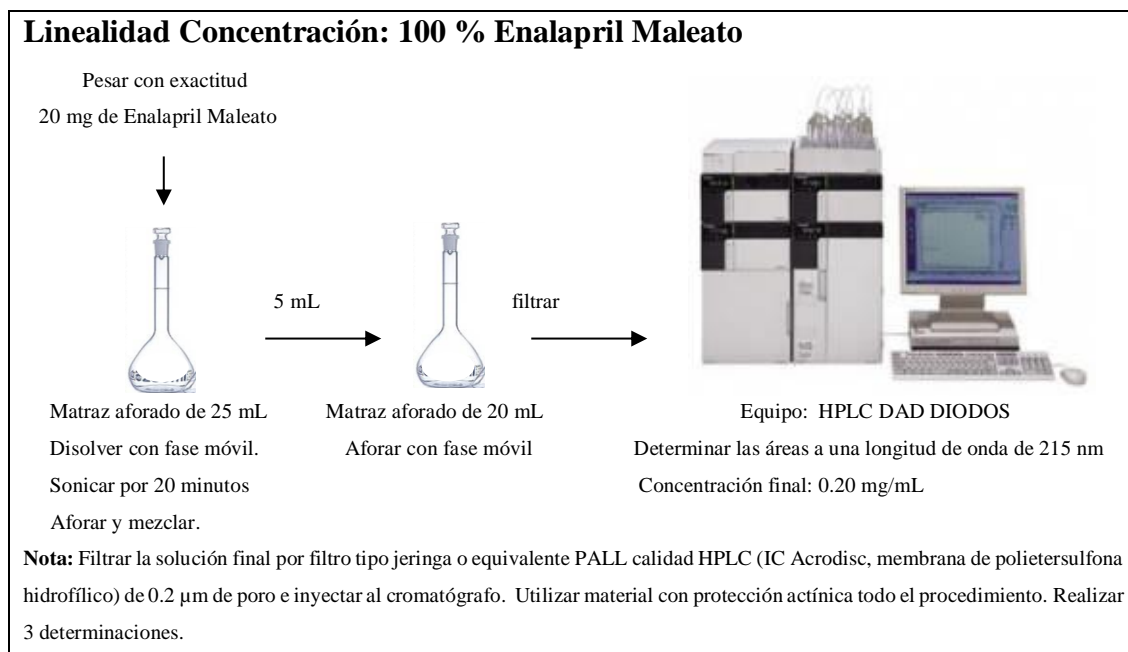 Linealidad Concentración: 100 % Enalapril Maleato
Pesar con exactitud
20 mg de Enalapril Maleato
5 mL
filtrar
Matraz aforado de 25 mL
Disolver con fase móvil.
Sonicar por 20 minutos
Aforar y mezclar.
Matraz aforado de 20 mL
Aforar con fase móvil
Equipo: HPLC DAD DIODOS
Determinar las áreas a una longitud de onda de 215 nm
Concentración final: 0.20 mg/mL
Nota: Filtrar la solución final por filtro tipo jeringa o equivalente PALL calidad HPLC (IC Acrodisc, membrana de polietersulfona
hidrofílico) de 0.2 µm de poro e inyectar al cromatógrafo. Utilizar material con protección actínica todo el procedimiento. Realizar
3 determinaciones.